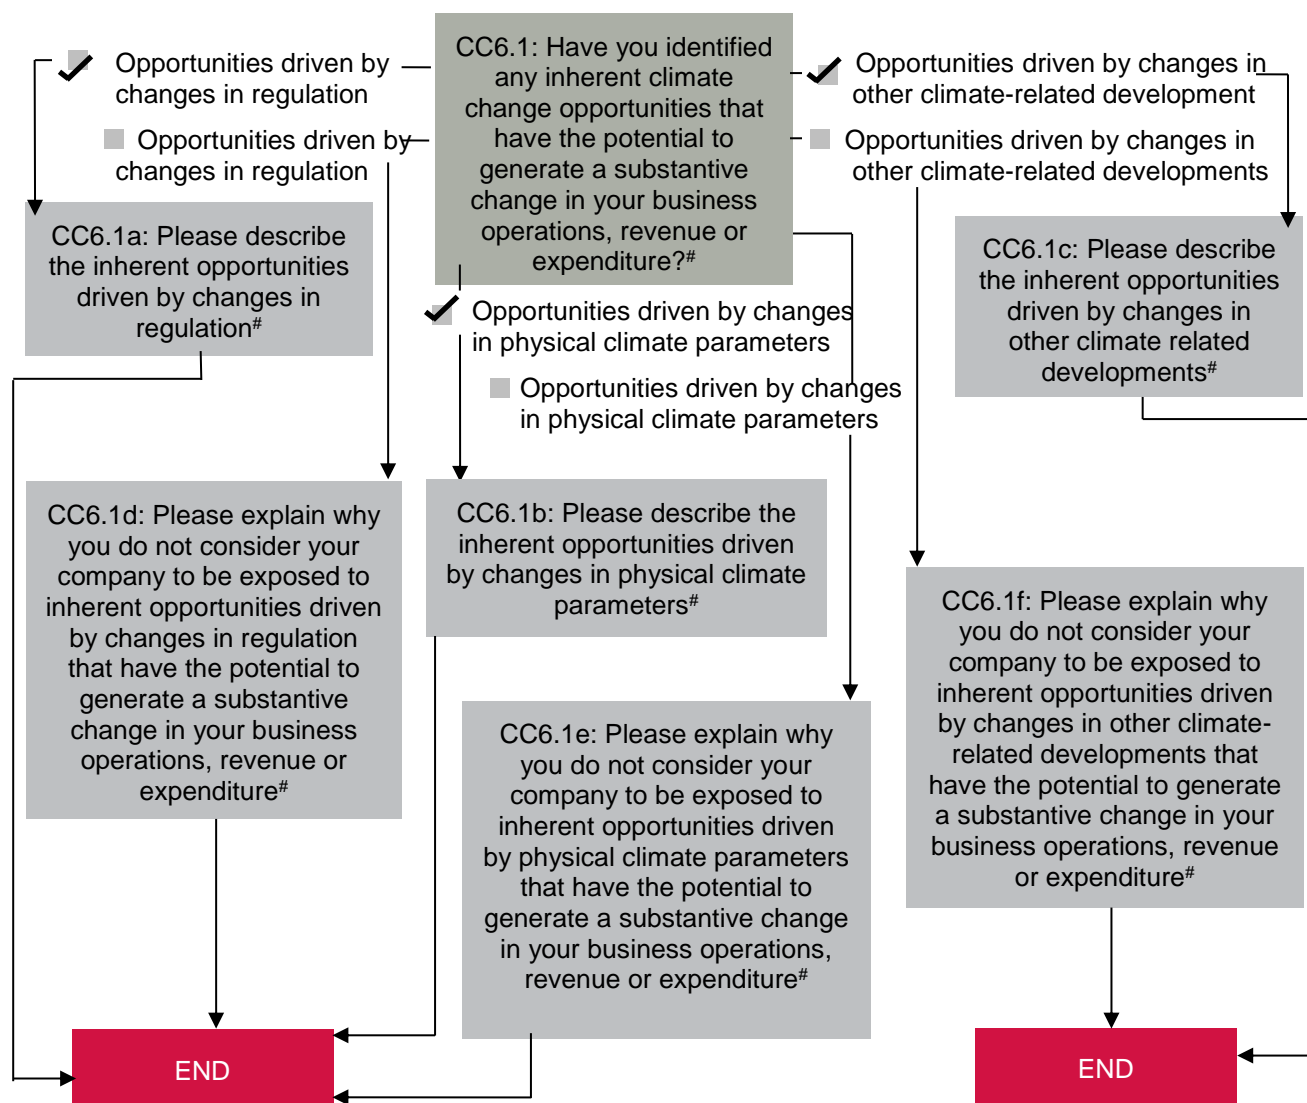 CC6.1: Have you identified
any inherent climate
change opportunities that
have the potential to
generate a substantive
change in your business
operations, revenue or
expenditure?#
Opportunities driven by
changes in regulation
Opportunities driven by
changes in regulation
Opportunities driven by changes in
other climate-related development
Opportunities driven by changes in
other climate-related developments
CC6.1a: Please describe
the inherent opportunities
driven by changes in
regulation#
Opportunities driven by changes
in physical climate parameters
Opportunities driven by changes
in physical climate parameters
CC6.1c: Please describe
the inherent opportunities
driven by changes in
other climate related
developments#
CC6.1d: Please explain why
you do not consider your
company to be exposed to
inherent opportunities driven
by changes in regulation
that have the potential to
generate a substantive
change in your business
operations, revenue or
expenditure#
CC6.1b: Please describe the
inherent opportunities driven
by changes in physical climate
parameters#
CC6.1e: Please explain why
you do not consider your
company to be exposed to
inherent opportunities driven
by physical climate parameters
that have the potential to
generate a substantive change
in your business operations,
revenue or expenditure#
CC6.1f: Please explain why
you do not consider your
company to be exposed to
inherent opportunities driven
by changes in other climate-
related developments that
have the potential to generate
a substantive change in your
business operations, revenue
or expenditure#
END
END